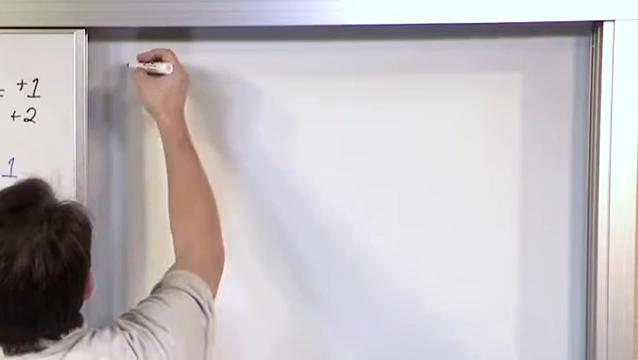 = +1
+2
1